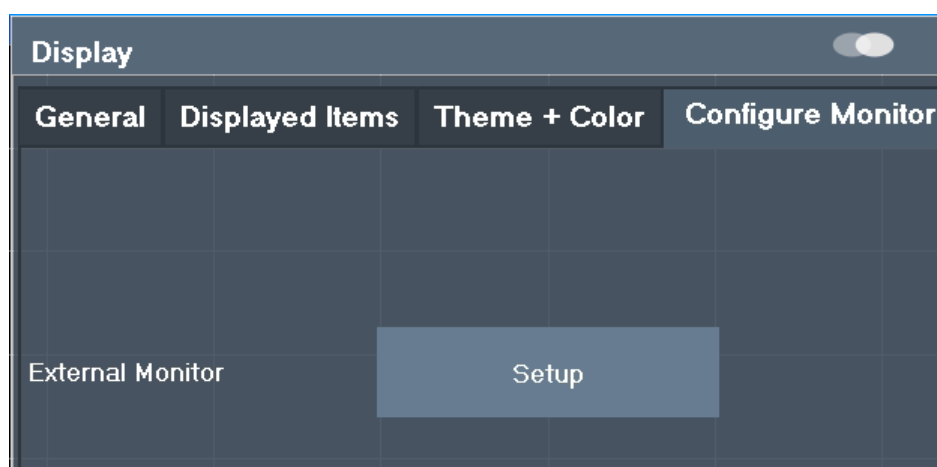 Display
General Displayed Items Theme + Color Configure Monitor
External Monitor Setup